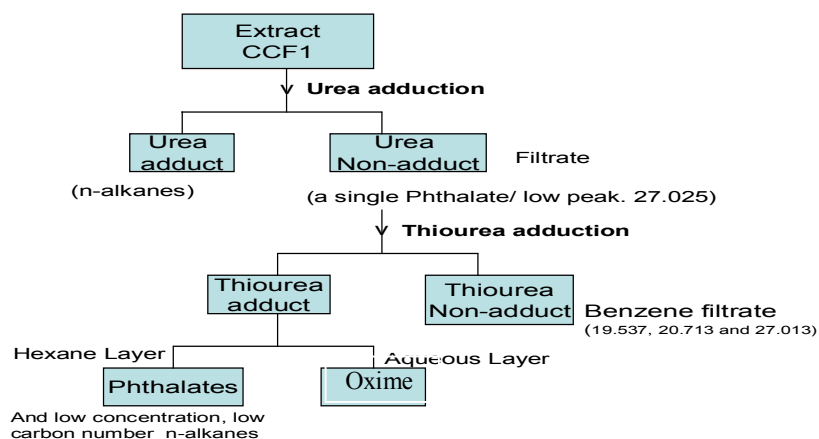 Extract
CCF1
Urea adduction
Urea
adduct
Urea
Non-adduct
Filtrate
(n-alkanes)
(a single Phthalate/ low peak. 27.025)
Thiourea adduction
Thiourea
adduct
Thiourea
Non-adduct
Benzene filtrate
(19.537, 20.713 and 27.013)
Hexane Layer
Aqueous Layer
Phthalates
Oxime
And low concentration, low
carbon number n-alkanes